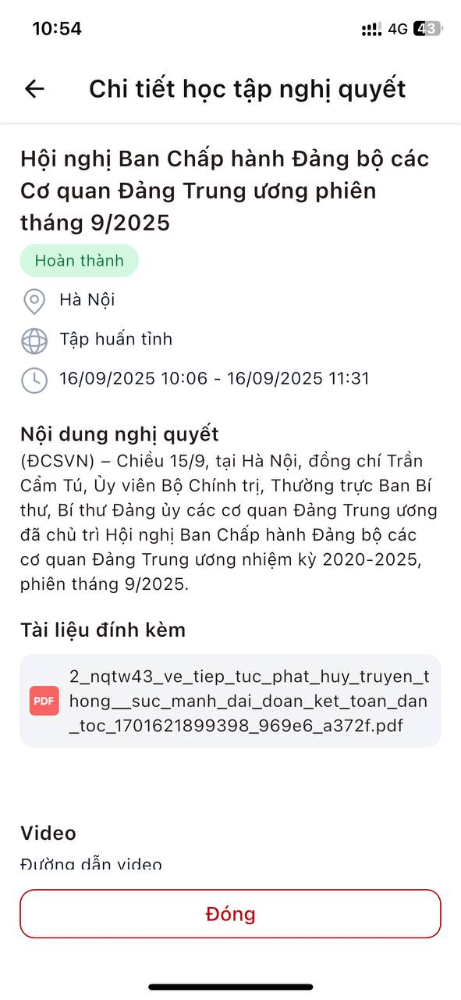 10:54
4G 43
Chi tiết học tập nghị quyết
Hội nghị Ban Chấp hành Đảng bộ các
Cơ quan Đảng Trung ương phiên
tháng 9/2025
Hoàn thành
Hà Nội
Tập huấn tỉnh
16/09/2025 10:06 - 16/09/2025 11:31
Nội dung nghị quyết
(ĐCSVN) – Chiều 15/9, tại Hà Nội, đồng chí Trần
Cẩm Tú, Ủy viên Bộ Chính trị, Thường trực Ban Bí
thư, Bí thư Đảng ủy các cơ quan Đảng Trung ương
đã chủ trì Hội nghị Ban Chấp hành Đảng bộ các
cơ quan Đảng Trung ương nhiệm kỳ 2020-2025,
phiên tháng 9/2025.
Tài liệu đính kèm
2_nqtw43_ve_tiep_tuc_phat_huy_truyen_t
PDF hong__suc_manh_dai_doan_ket_toan_dan
_toc_1701621899398_969e6_a372f.pdf
Video
Đường dẫn video
Đóng